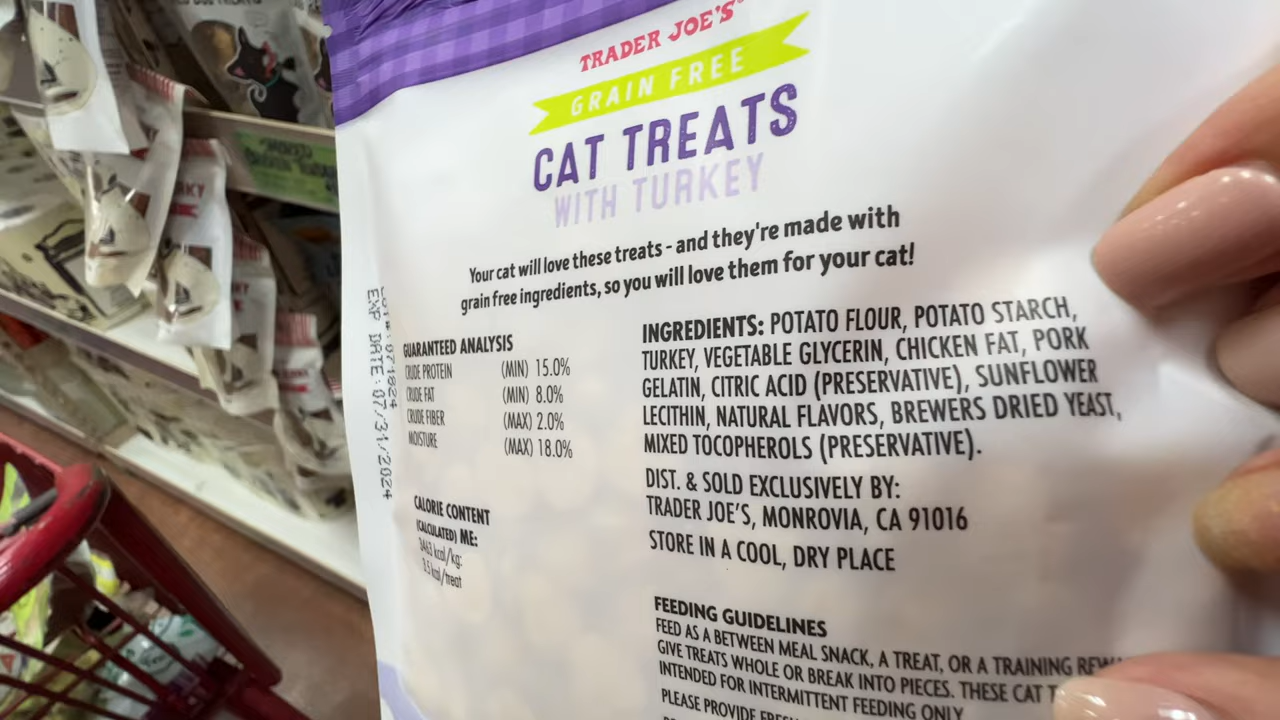 TRADER JOE'S
GRAIN FREE
CAT TREATS
WITH TURKEY
Your cat will love these treats - and they're made with
grain free ingredients, so you will love them for your cat!
GUARANTEED ANALYSIS
CRUDE PROTEIN (MIN) 15.0%
CRUDE FAT (MIN) 8.0%
CRUDE FIBER (MAX) 2.0%
MOISTURE (MAX) 18.0%
CALORIE CONTENT
(CALCULATED) ME:
3463 kcal/kg;
3.5 kcal/treat
EXP DATE: 07/31/2024
INGREDIENTS: POTATO FLOUR, POTATO STARCH,
TURKEY, VEGETABLE GLYCERIN, CHICKEN FAT, PORK
GELATIN, CITRIC ACID (PRESERVATIVE), SUNFLOWER
LECITHIN, NATURAL FLAVORS, BREWERS DRIED YEAST,
MIXED TOCOPHEROLS (PRESERVATIVE).
DIST. & SOLD EXCLUSIVELY BY:
TRADER JOE'S, MONROVIA, CA 91016
STORE IN A COOL, DRY PLACE
FEEDING GUIDELINES
FEED AS A BETWEEN MEAL SNACK, A TREAT, OR A TRAINING
GIVE TREATS WHOLE OR BREAK INTO PIECES. THESE CAT
INTENDED FOR INTERMITTENT FEEDING ONLY
PLEASE PROVIDE